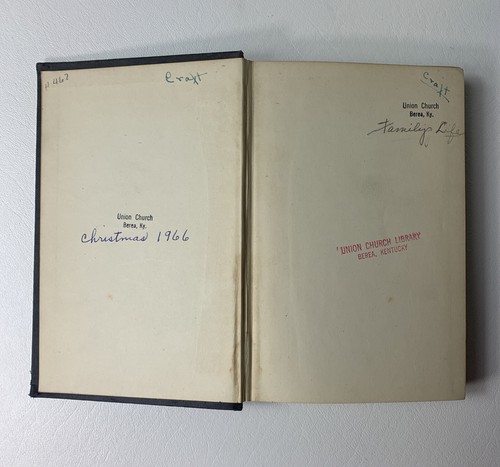 # 462
Craft
Union Church
Berea, Ky.
Christmas 1966
Craft
Union Church
Berea, Ky.
Family Life
UNION CHURCH LIBRARY
BEREA, KENTUCKY